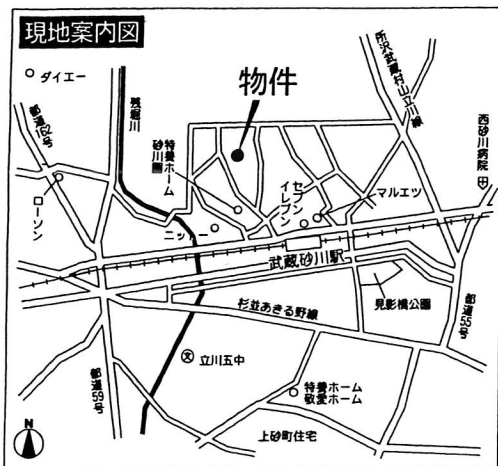 現地案内図
ダイエー
物件
所沢武蔵村山立川線
都道162号
残堀川
特養ホーム
砂川園
西砂川病院
セブン
イレブン
マルエツ
ローソン
ニットー
武蔵砂川駅
見影橋公園
杉並あきる野線
都道55号
文
立川五中
都道59号
特養ホーム
敬愛ホーム
上砂町住宅
N